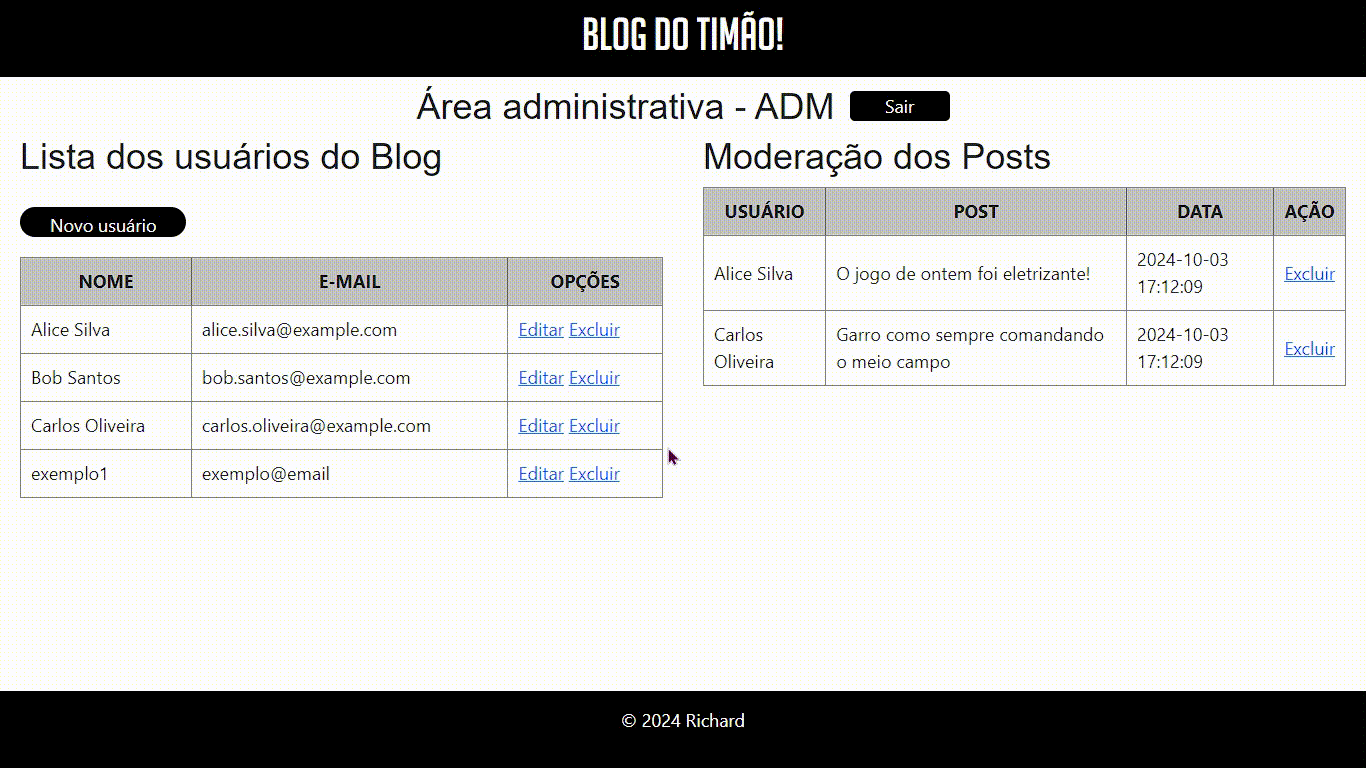 BLOG DO TIMÃO!
Área administrativa - ADM Sair
Lista dos usuários do Blog
Novo usuário
NOME E-MAIL OPÇÕES
Alice Silva alice.silva@example.com Editar Excluir
Bob Santos bob.santos@example.com Editar Excluir
Carlos Oliveira carlos.oliveira@example.com Editar Excluir
exemplo1 exemplo@email Editar Excluir
Moderação dos Posts
USUÁRIO POST DATA AÇÃO
Alice Silva O jogo de ontem foi eletrizante! 2024-10-03
17:12:09 Excluir
Carlos
Oliveira Garro como sempre comandando
o meio campo 2024-10-03
17:12:09 Excluir
© 2024 Richard